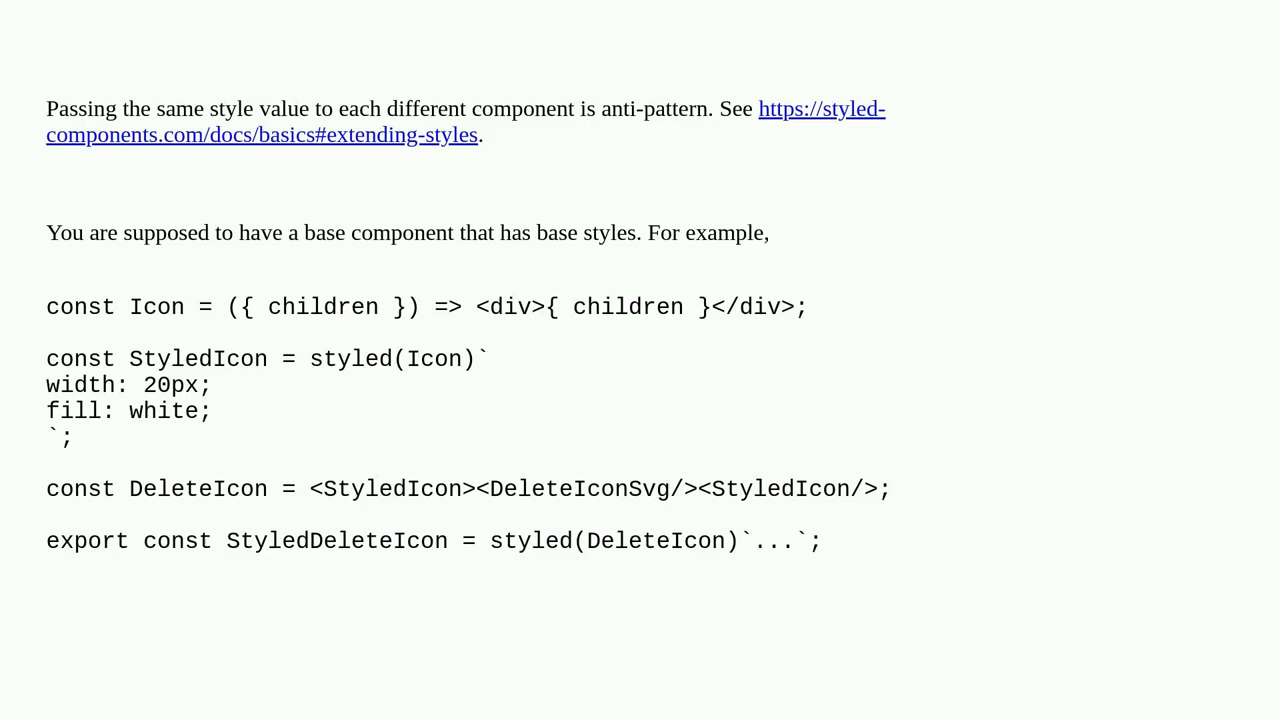 Passing the same style value to each different component is anti-pattern. See https://styled-
components.com/docs/basics#extending-styles.
You are supposed to have a base component that has base styles. For example,
const Icon = ({ children }) => <div>{ children }</div>;
const StyledIcon = styled(Icon)`
width: 20px;
fill: white;
`;
const DeleteIcon = <StyledIcon><DeleteIconSvg/><StyledIcon/>;
export const StyledDeleteIcon = styled(DeleteIcon)`...`;